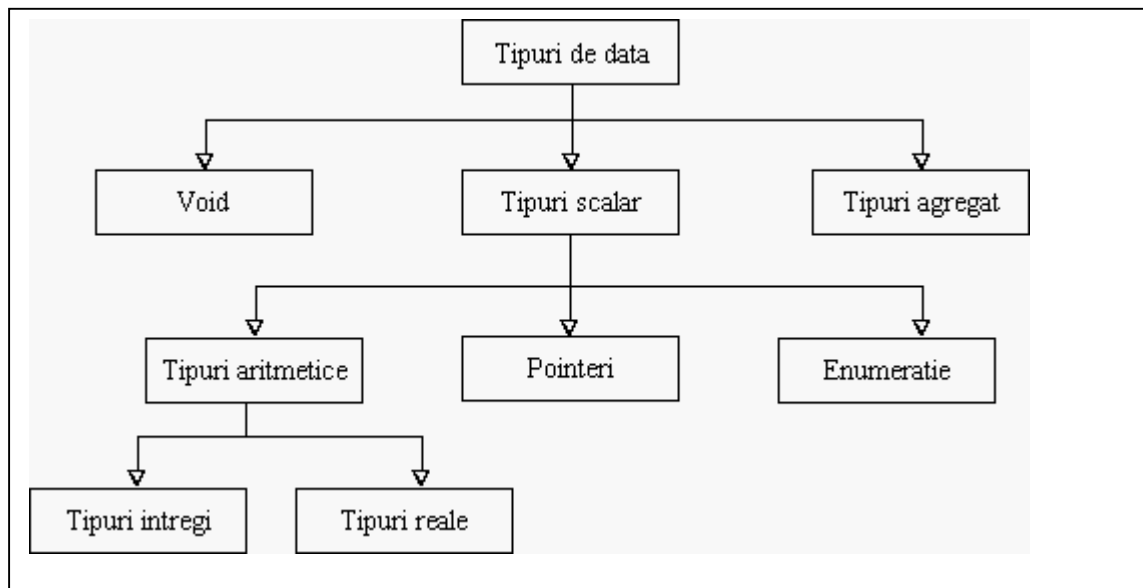 Tipuri de data
Void
Tipuri scalar
Tipuri agregat
Tipuri aritmetice
Pointeri
Enumeratie
Tipuri intregi
Tipuri reale